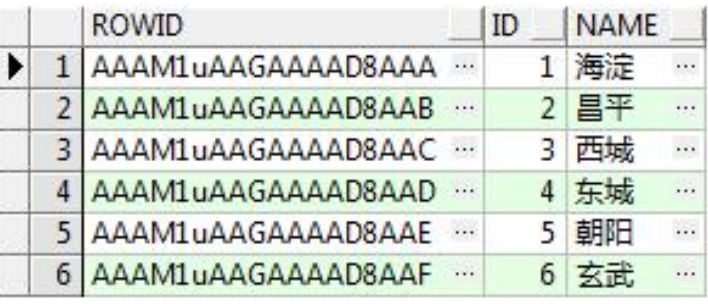 ROWID ID NAME
1 AAAM1uAAGAAAAD8AAA ... 1 海淀 ...
2 AAAM1uAAGAAAAD8AAB ... 2 昌平 ...
3 AAAM1uAAGAAAAD8AAC ... 3 西城 ...
4 AAAM1uAAGAAAAD8AAD ... 4 东城 ...
5 AAAM1uAAGAAAAD8AAE ... 5 朝阳 ...
6 AAAM1uAAGAAAAD8AAF ... 6 玄武 ...